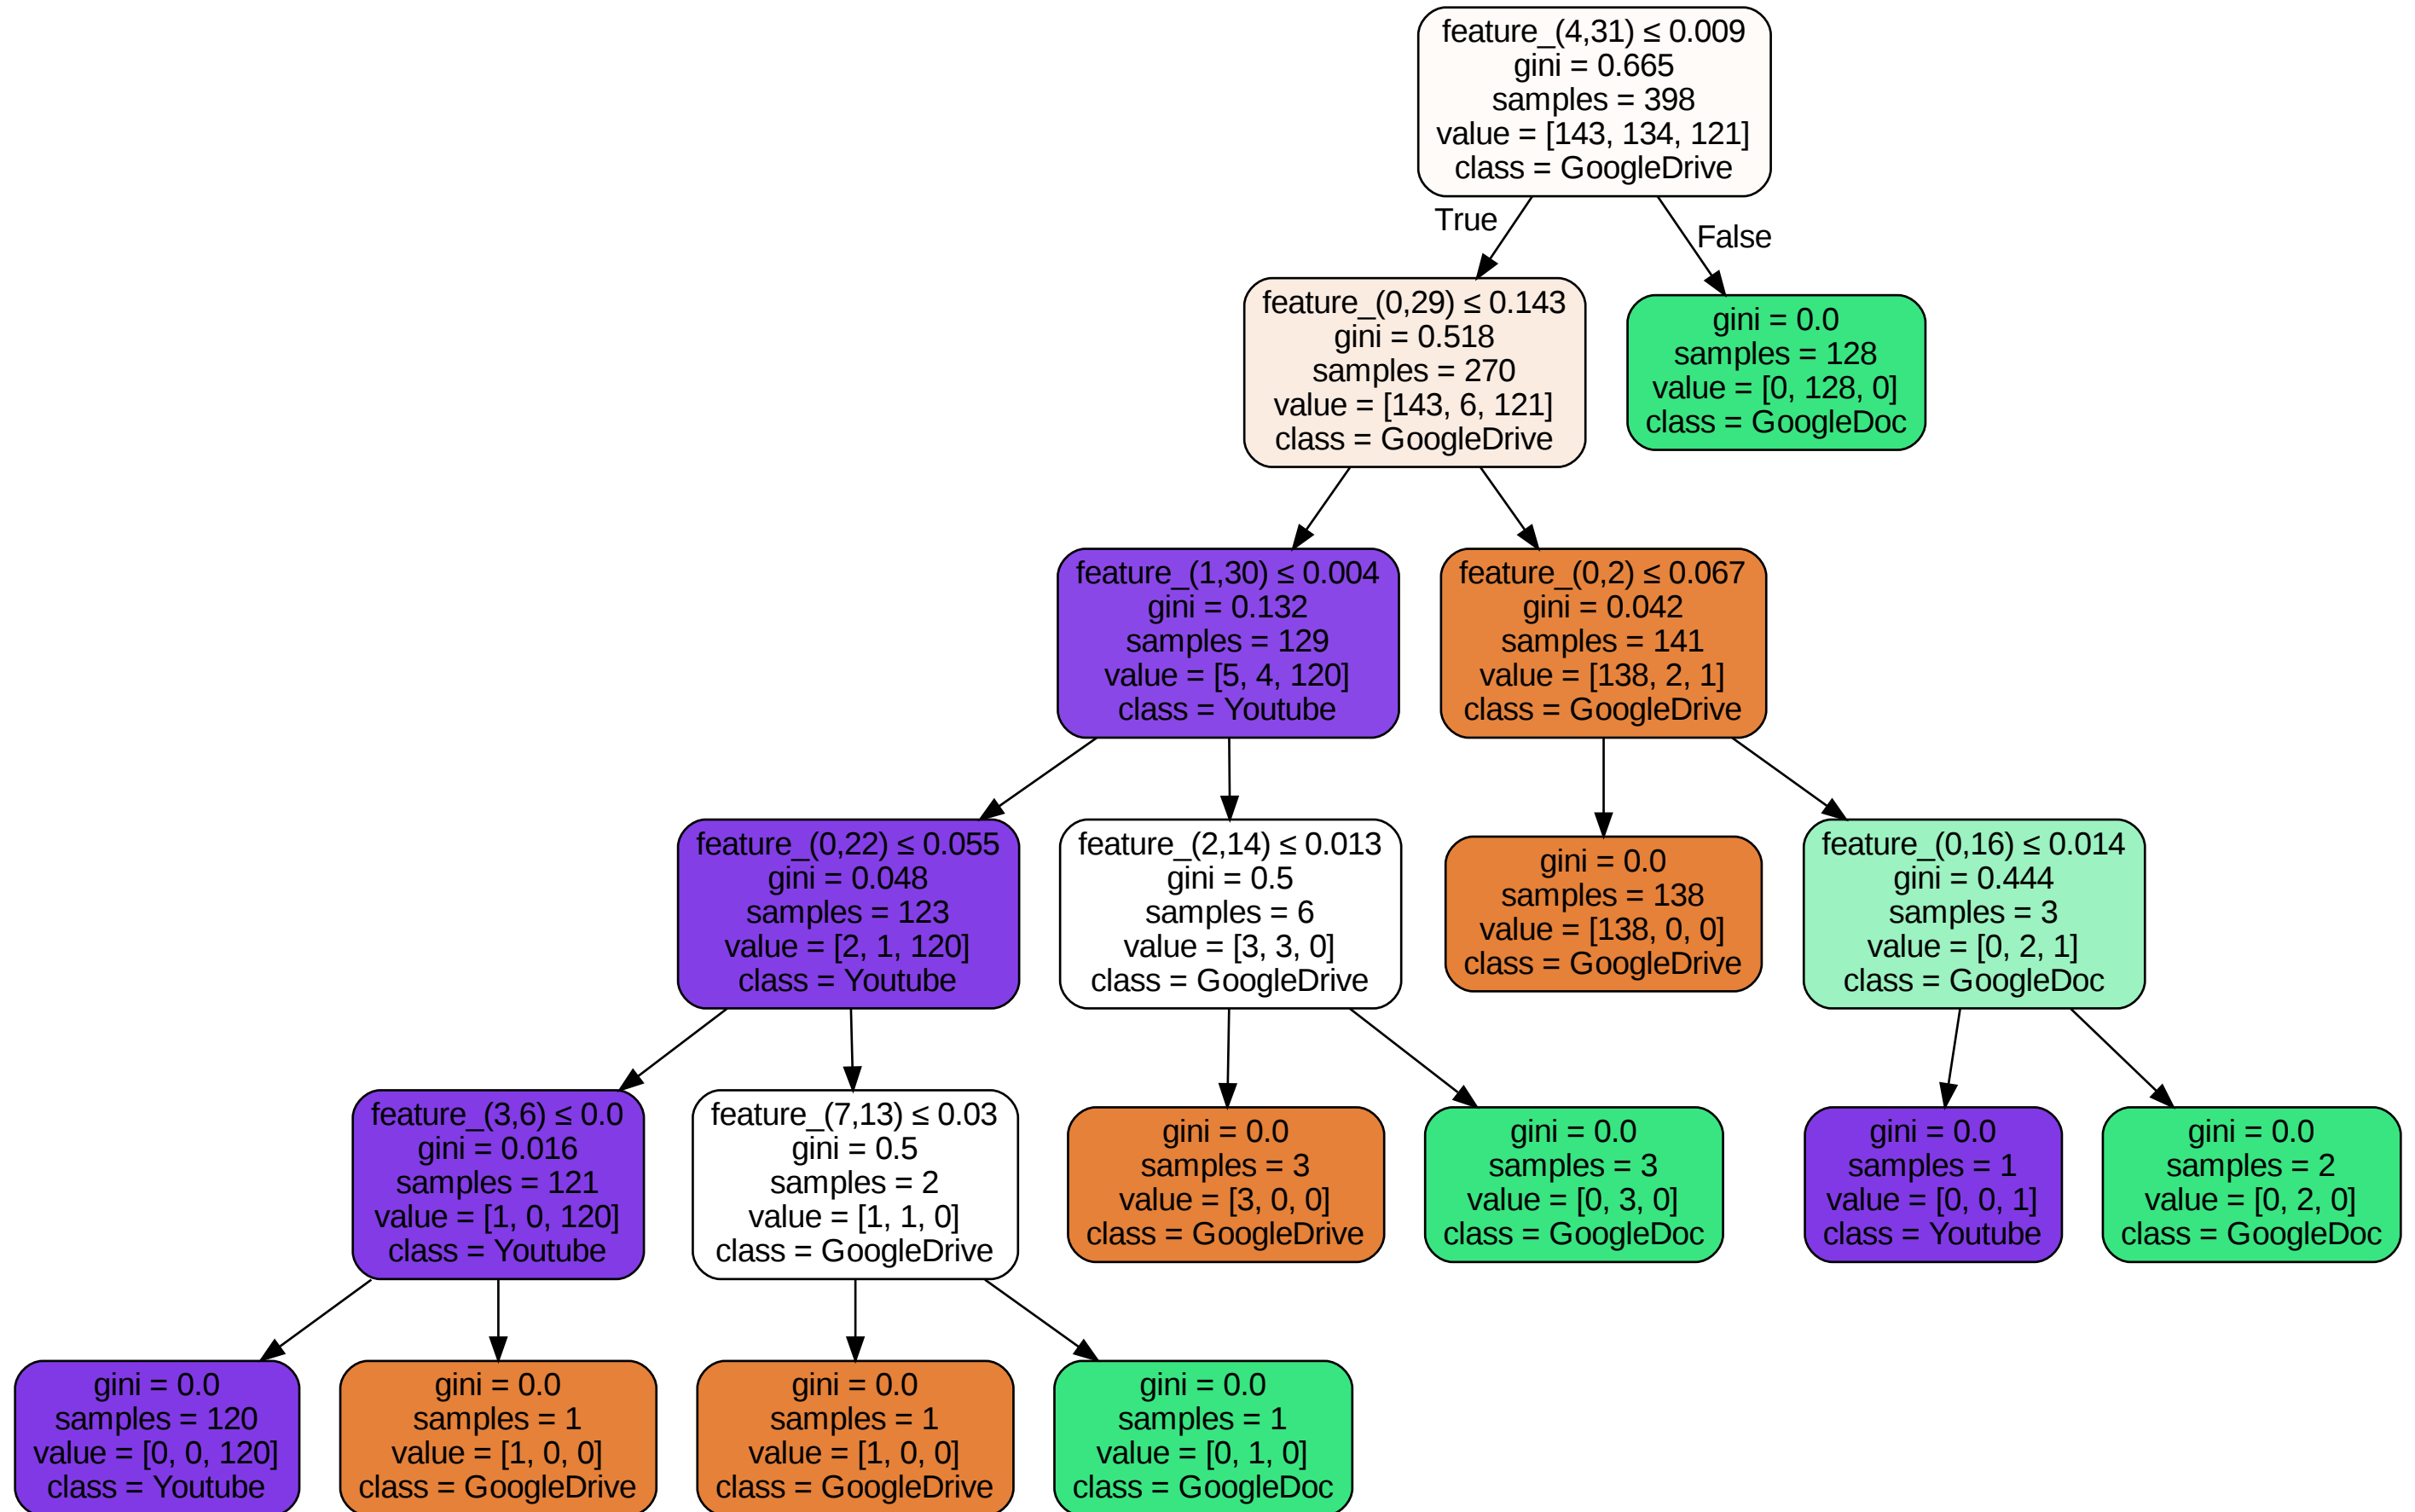 feature_(4,31) ≤ 0.009
gini = 0.665
samples = 398
value = [143, 134, 121]
class = GoogleDrive
True
False
feature_(0,29) ≤ 0.143
gini = 0.518
samples = 270
value = [143, 6, 121]
class = GoogleDrive
gini = 0.0
samples = 128
value = [0, 128, 0]
class = GoogleDoc
feature_(1,30) ≤ 0.004
gini = 0.132
samples = 129
value = [5, 4, 120]
class = Youtube
feature_(0,2) ≤ 0.067
gini = 0.042
samples = 141
value = [138, 2, 1]
class = GoogleDrive
feature_(0,22) ≤ 0.055
gini = 0.048
samples = 123
value = [2, 1, 120]
class = Youtube
feature_(2,14) ≤ 0.013
gini = 0.5
samples = 6
value = [3, 3, 0]
class = GoogleDrive
gini = 0.0
samples = 138
value = [138, 0, 0]
class = GoogleDrive
feature_(0,16) ≤ 0.014
gini = 0.444
samples = 3
value = [0, 2, 1]
class = GoogleDoc
feature_(3,6) ≤ 0.0
gini = 0.016
samples = 121
value = [1, 0, 120]
class = Youtube
feature_(7,13) ≤ 0.03
gini = 0.5
samples = 2
value = [1, 1, 0]
class = GoogleDrive
gini = 0.0
samples = 3
value = [3, 0, 0]
class = GoogleDrive
gini = 0.0
samples = 3
value = [0, 3, 0]
class = GoogleDoc
gini = 0.0
samples = 1
value = [0, 0, 1]
class = Youtube
gini = 0.0
samples = 2
value = [0, 2, 0]
class = GoogleDoc
gini = 0.0
samples = 120
value = [0, 0, 120]
class = Youtube
gini = 0.0
samples = 1
value = [1, 0, 0]
class = GoogleDrive
gini = 0.0
samples = 1
value = [1, 0, 0]
class = GoogleDrive
gini = 0.0
samples = 1
value = [0, 1, 0]
class = GoogleDoc